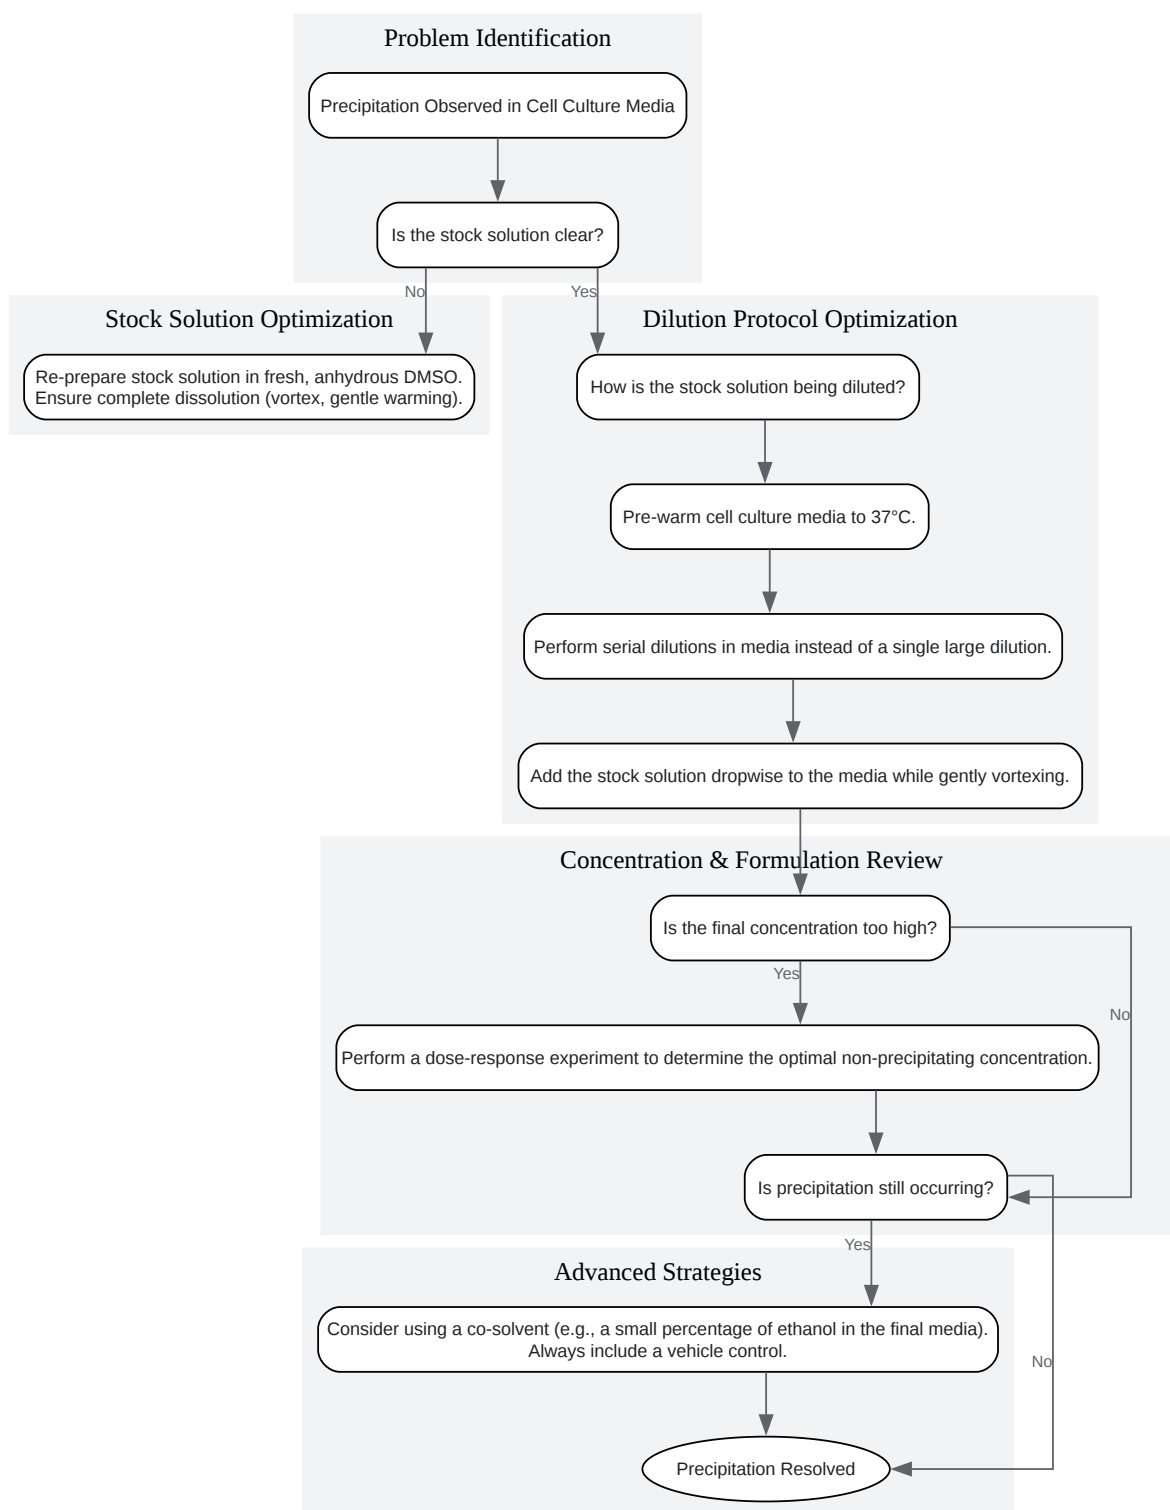 Problem Identification
Precipitation Observed in Cell Culture Media
Is the stock solution clear?
No
Yes
Stock Solution Optimization
Re-prepare stock solution in fresh, anhydrous DMSO.
Ensure complete dissolution (vortex, gentle warming).
Dilution Protocol Optimization
How is the stock solution being diluted?
Pre-warm cell culture media to 37°C.
Perform serial dilutions in media instead of a single large dilution.
Add the stock solution dropwise to the media while gently vortexing.
Concentration & Formulation Review
Is the final concentration too high?
Yes
No
Perform a dose-response experiment to determine the optimal non-precipitating concentration.
Is precipitation still occurring?
Yes
Advanced Strategies
Consider using a co-solvent (e.g., a small percentage of ethanol in the final media).
Always include a vehicle control.
No
Precipitation Resolved